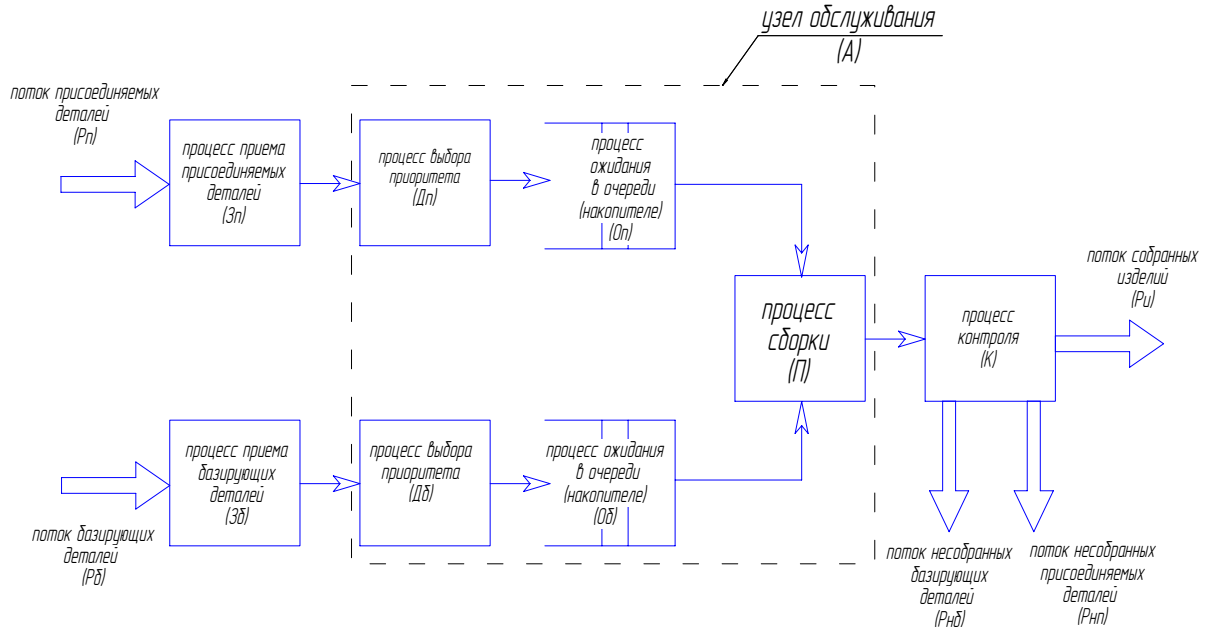 узел обслуживания
(А)
поток присоединяемых
деталей
(Рп)
процесс приема
присоединяемых
деталей
(Зп)
процесс выбора
приоритета
(Дп)
процесс
ожидания
в очереди
(накопителе)
(Оп)
процесс
сборки
(П)
процесс
контроля
(К)
поток собранных
изделий
(Ри)
процесс приема
базирующих
деталей
(Зб)
процесс выбора
приоритета
(Дб)
процесс ожидания
в очереди
(накопителе)
(Об)
поток базирующих
деталей
(Рб)
поток несобранных
базирующих
деталей
(Рнб)
поток несобранных
присоединяемых
деталей
(Рнп)